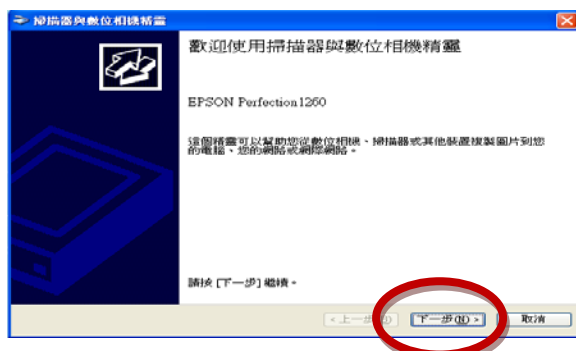 掃描器與數位相機精靈
歡迎使用掃描器與數位相機精靈
EPSON Perfection1260
這個精靈可以幫助您從數位相機、掃描器或其他裝置複製圖片到您
的電腦、您的網路或網際網路。
請按 [下一步] 繼續。
<上一步
下一步(N) >
取消